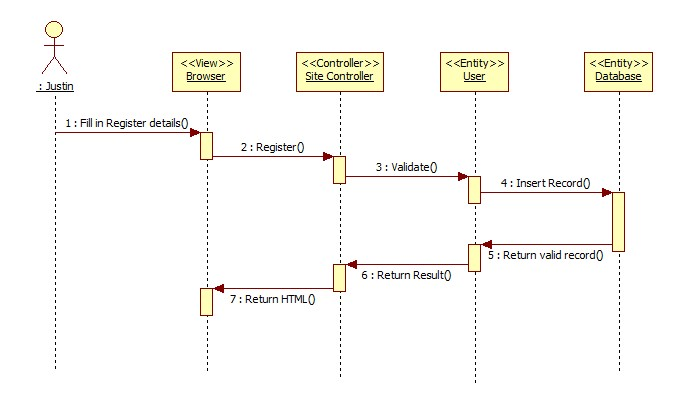 : Justin
<<View>>
Browser
<<Controller>>
Site Controller
<<Entity>>
User
<<Entity>>
Database
1 : Fill in Register details()
2 : Register()
3 : Validate()
4 : Insert Record()
5 : Return valid record()
6 : Return Result()
7 : Return HTML()